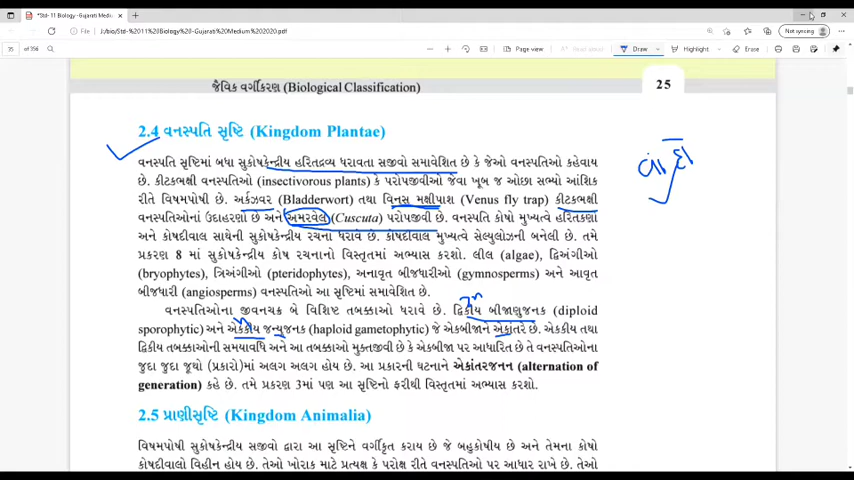 *Std- 11 Biology - Gujarati Mediu
File
J:/bio/Std-%2011%20Biology-%20Gujarati%20Medium%202020.pdf
Not syncing
35 of 356
Page view
Read aloud
Draw
Highlight
Erase
જૈવિક વર્ગીકરણ (Biological Classification) 25
2.4 વનસ્પતિ સૃષ્ટિ (Kingdom Plantae)
વનસ્પતિ સૃષ્ટિમાં બધા સુકોષકેન્દ્રીય હરિતદ્રવ્ય ધરાવતા સજીવો સમાવેશિત છે કે જેઓ વનસ્પતિઓ કહેવાય
છે. કીટકભક્ષી વનસ્પતિઓ (insectivorous plants) કે પરોપજીવીઓ જેવા ખૂબ જ ઓછા સભ્યો આંશિક
રીતે વિષમપોષી છે. અર્કઝવર (Bladderwort) તથા વિનસ મક્ષીપાશ (Venus fly trap) કીટકભક્ષી
વનસ્પતિઓનાં ઉદાહરણો છે અને અમરવેલ (Cuscuta) પરોપજીવી છે. વનસ્પતિ કોષો મુખ્યત્વે હરિતકણો
અને કોષદીવાલ સાથેની સુકોષકેન્દ્રીય રચના ધરાવે છે. કોષદીવાલ મુખ્યત્વે સેલ્યુલોઝની બનેલી છે. તમે
પ્રકરણ 8 માં સુકોષકેન્દ્રીય કોષ રચનાનો વિસ્તૃતમાં અભ્યાસ કરશો. લીલ (algae), દ્વિઅંગીઓ
(bryophytes), ત્રિઅંગીઓ (pteridophytes), અનાવૃત બીજધારીઓ (gymnosperms) અને આવૃત
બીજધારી (angiosperms) વનસ્પતિઓ આ સૃષ્ટિમાં સમાવેશિત છે.
વનસ્પતિઓના જીવનચક્ર બે વિશિષ્ટ તબક્કાઓ ધરાવે છે. દ્વિકીય બીજાણુજનક (diploid
sporophytic) અને એકકીય જન્યુજનક (haploid gametophytic) જે એકબીજાને એકાંતરે છે. એકકીય તથા
દ્વિકીય તબક્કાઓની સમયાવધિ અને આ તબક્કાઓ મુક્તજીવી છે કે એકબીજા પર આધારિત છે તે વનસ્પતિઓના
જુદા જુદા જૂથો (પ્રકારો)માં અલગ અલગ હોય છે. આ પ્રકારની ઘટનાને એકાંતરજનન (alternation of
generation) કહે છે. તમે પ્રકરણ 3માં પણ આ સૃષ્ટિનો ફરીથી વિસ્તૃતમાં અભ્યાસ કરશો.
2.5 પ્રાણીસૃષ્ટિ (Kingdom Animalia)
વિષમપોષી સુકોષકેન્દ્રીય સજીવો દ્વારા આ સૃષ્ટિને વર્ગીકૃત કરાય છે જે બહુકોષીય છે અને તેમના કોષો
કોષદીવાલો વિહીન હોય છે. તેઓ ખોરાક માટે પ્રત્યક્ષ કે પરોક્ષ રીતે વનસ્પતિઓ પર આધાર રાખે છે. તેઓ